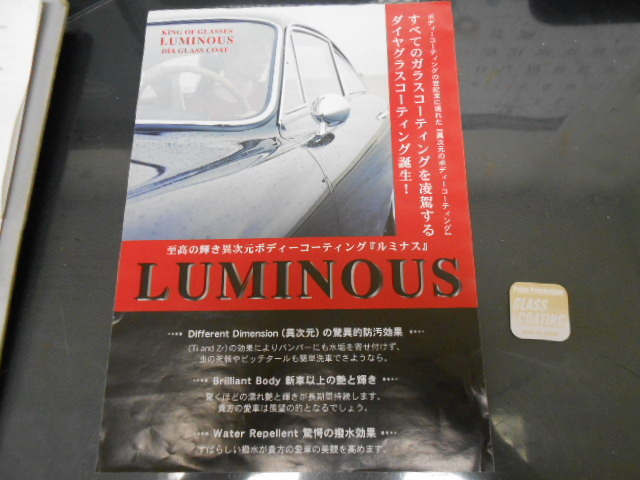 KING OF GLASSES
LUMINOUS
DIA GLASS COAT
ボディーコーティングの世紀末に現れた『異次元のボディーコーティング』
すべてのガラスコーティングを凌駕する
ダイヤグラスコーティング誕生!
至高の輝き異次元ボディーコーティング『ルミナス』
LUMINOUS
Different Dimension (異次元) の驚異的防汚効果
(Ti and Zr) の効果によりバンパーにも水垢を寄せ付けず、
虫の死骸やピッチタールも簡単洗車でさようなら。
Brilliant Body 新車以上の艶と輝き
驚くほどの濡れ艶と輝きが長期間持続します。
貴方の愛車は羨望の的となるでしょう。
Water Repellent 驚愕の撥水効果
すばらしい撥水が貴方の愛車の美観を高めます。
GLASS
COATING